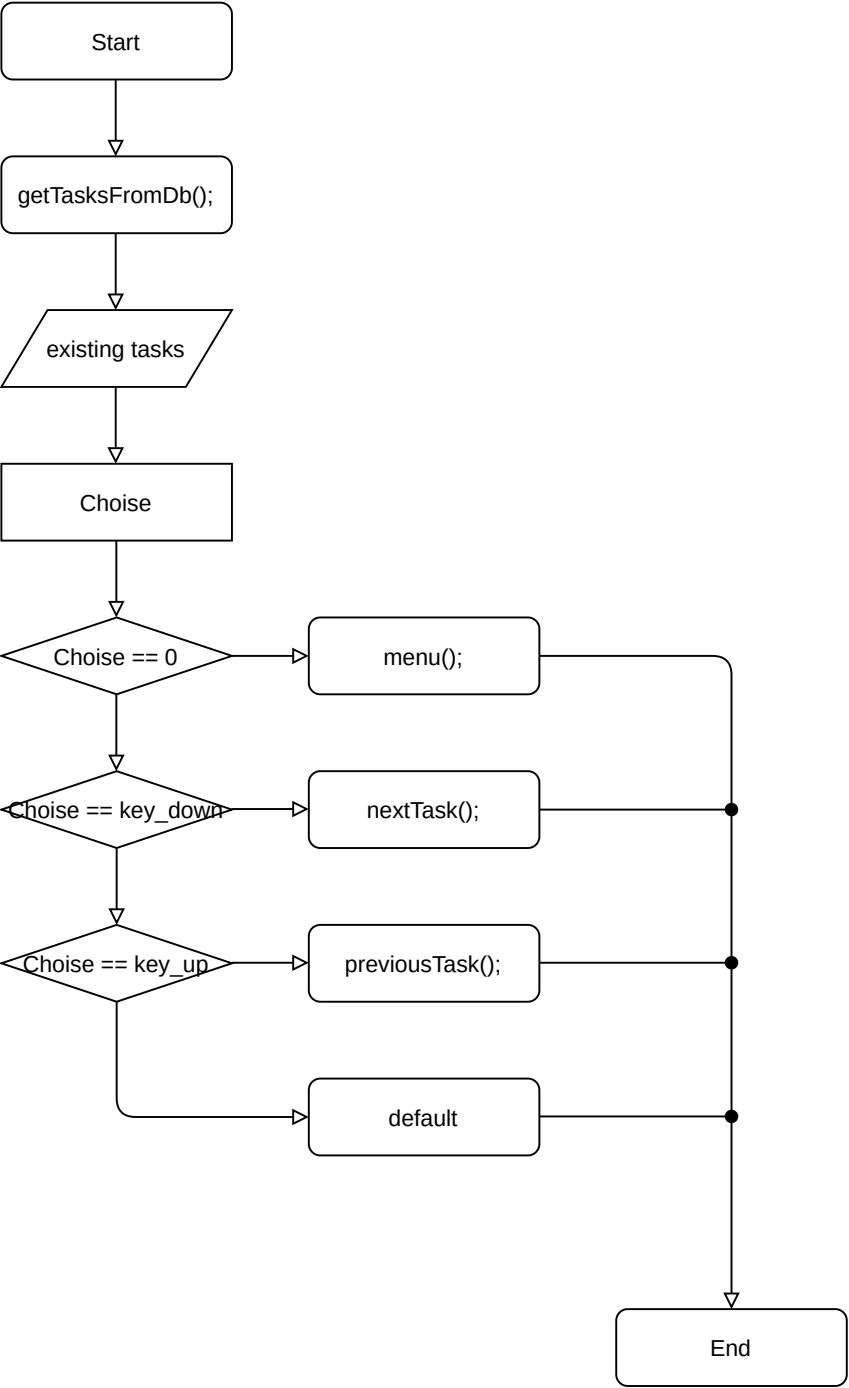 Start
getTasksFromDb();
existing tasks
Choise
Choise == 0
menu();
Choise == key_down
nextTask();
Choise == key_up
previousTask();
default
End